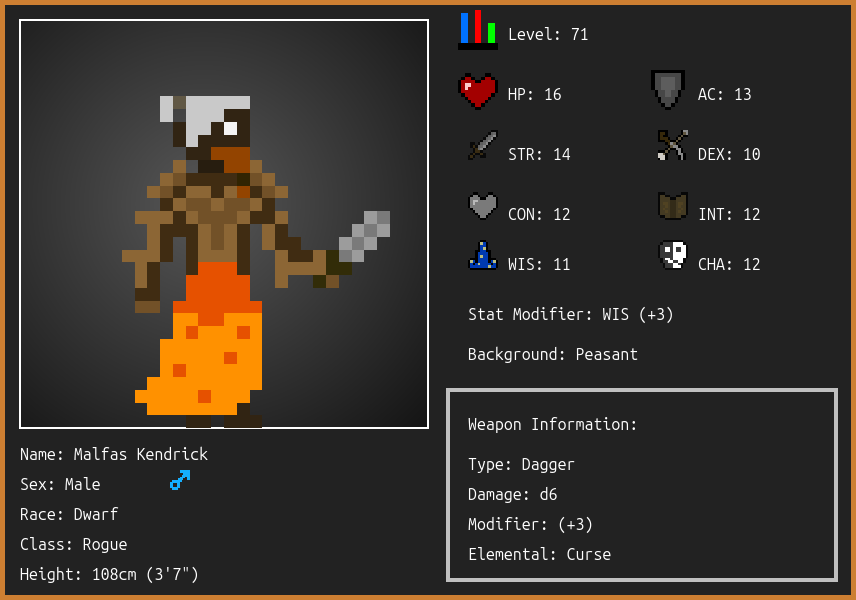 Level: 71
HP: 16
AC: 13
STR: 14
DEX: 10
CON: 12
INT: 12
WIS: 11
CHA: 12
Stat Modifier: WIS (+3)
Background: Peasant
Weapon Information:
Type: Dagger
Damage: d6
Modifier: (+3)
Elemental: Curse
Name: Malfas Kendrick
Sex: Male
Race: Dwarf
Class: Rogue
Height: 108cm (3'7")